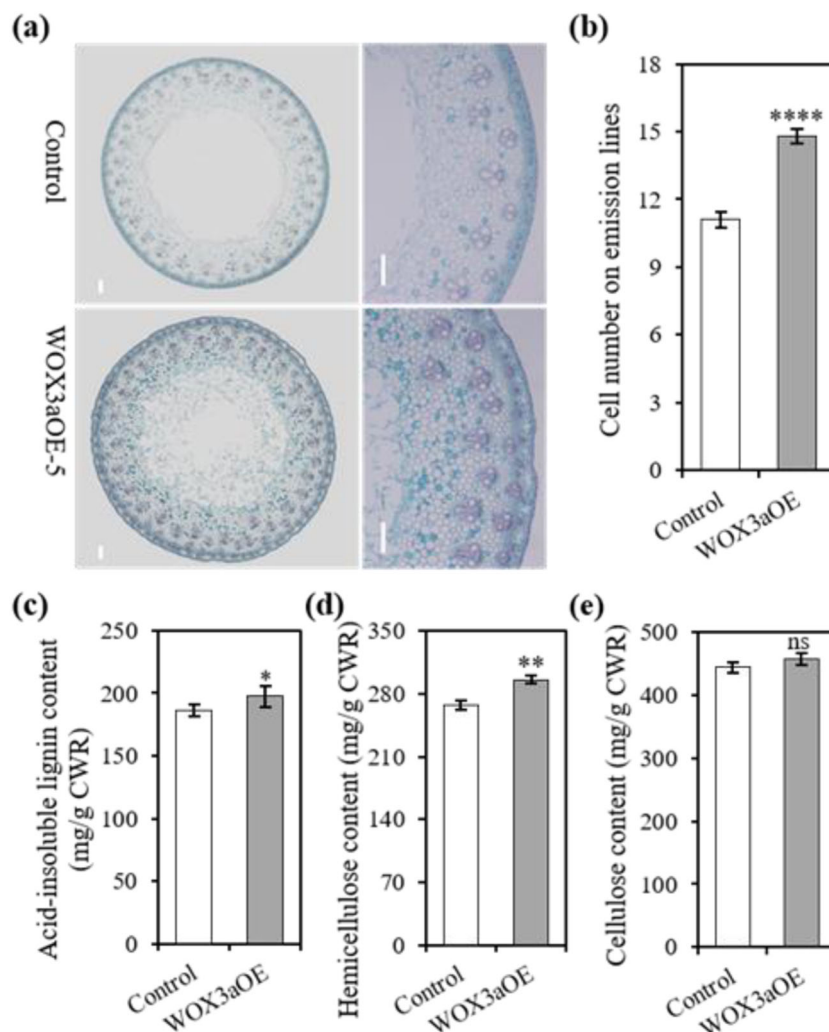 (a)
Control
WOX3aOE-5
(b)
Cell number on emission lines
18
15
12
9
6
3
0
****
Control
WOX3aOE
(c)
Acid-insoluble lignin content
(mg/g CWR)
250
200
150
100
50
0
*
Control
WOX3aOE
(d)
Hemicellulose content (mg/g CWR)
350
280
210
140
70
0
**
Control
WOX3aOE
(e)
Cellulose content (mg/g CWR)
500
400
300
200
100
0
ns
Control
WOX3aOE